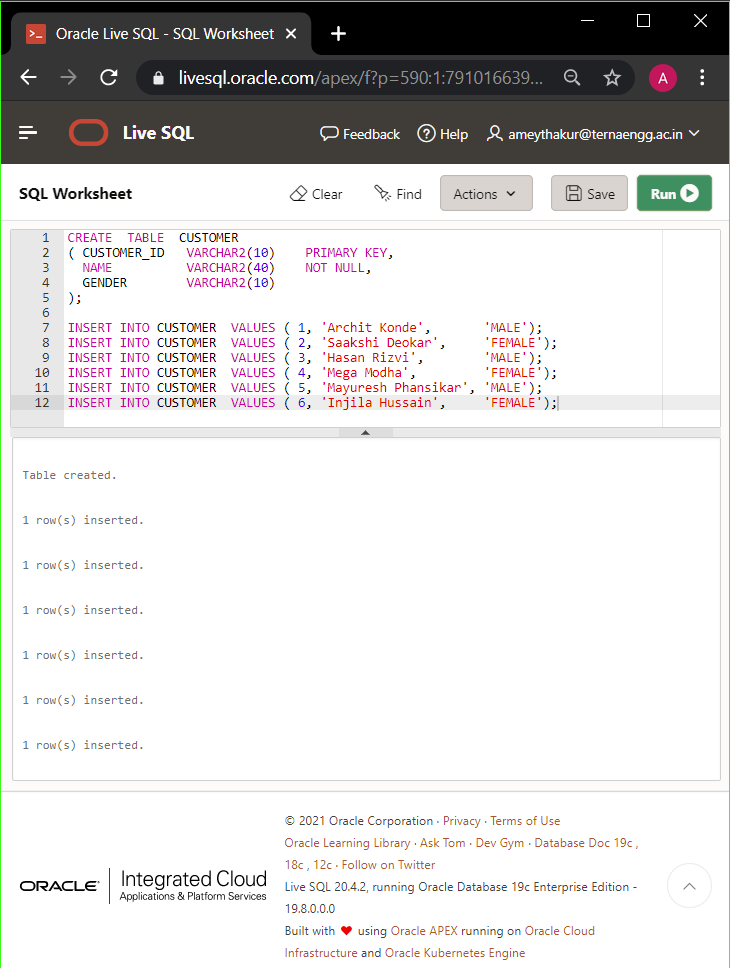 Oracle Live SQL - SQL Worksheet
livesql.oracle.com/apex/f?p=590:1:791016639...
A
Live SQL
Feedback
Help
ameythakur@ternaengg.ac.in
SQL Worksheet
Clear
Find
Actions
Save
Run
1 CREATE  TABLE  CUSTOMER
2 ( CUSTOMER_ID   VARCHAR2(10)    PRIMARY KEY,
3   NAME          VARCHAR2(40)    NOT NULL,
4   GENDER        VARCHAR2(10)
5 );
6
7 INSERT INTO CUSTOMER  VALUES ( 1, 'Archit Konde',       'MALE');
8 INSERT INTO CUSTOMER  VALUES ( 2, 'Saakshi Deokar',     'FEMALE');
9 INSERT INTO CUSTOMER  VALUES ( 3, 'Hasan Rizvi',        'MALE');
10 INSERT INTO CUSTOMER  VALUES ( 4, 'Mega Modha',         'FEMALE');
11 INSERT INTO CUSTOMER  VALUES ( 5, 'Mayuresh Phansikar', 'MALE');
12 INSERT INTO CUSTOMER  VALUES ( 6, 'Injila Hussain',     'FEMALE');
Table created.
1 row(s) inserted.
1 row(s) inserted.
1 row(s) inserted.
1 row(s) inserted.
1 row(s) inserted.
1 row(s) inserted.
ORACLE
Integrated Cloud
Applications & Platform Services
© 2021 Oracle Corporation · Privacy · Terms of Use
Oracle Learning Library · Ask Tom · Dev Gym · Database Doc 19c ,
18c , 12c · Follow on Twitter
Live SQL 20.4.2, running Oracle Database 19c Enterprise Edition -
19.8.0.0.0
Built with ♥ using Oracle APEX running on Oracle Cloud
Infrastructure and Oracle Kubernetes Engine